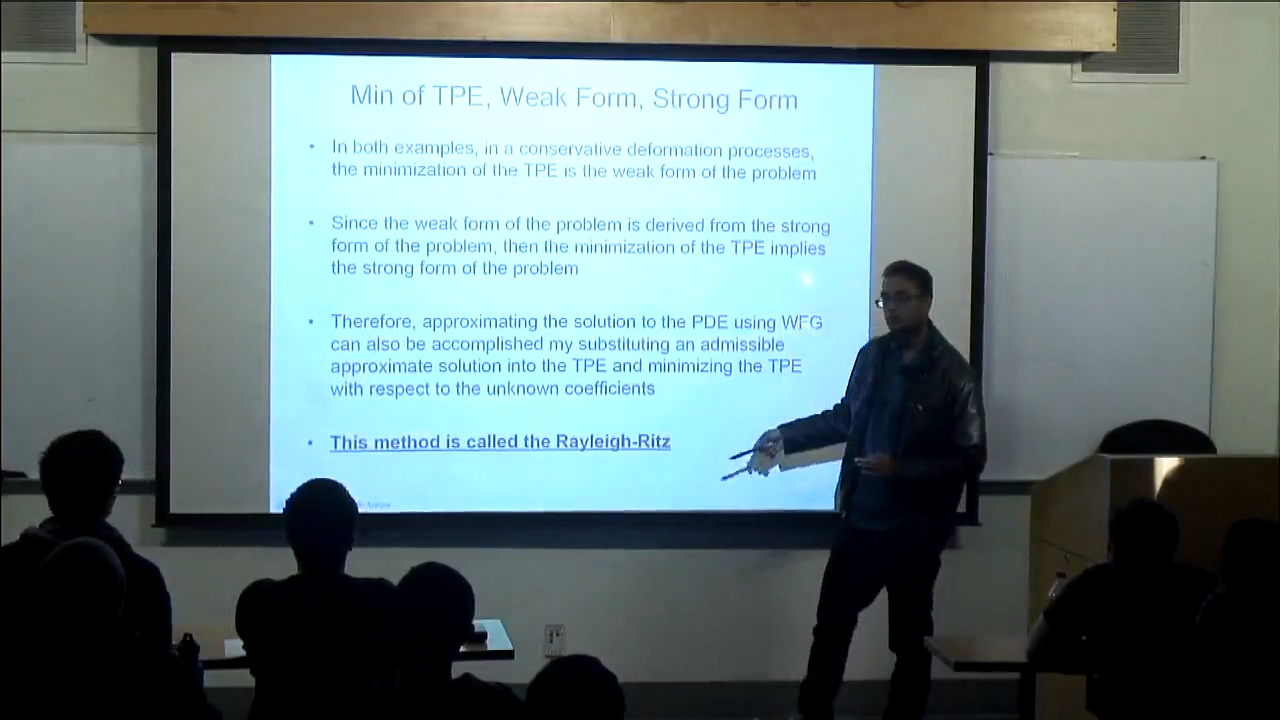 Min of TPE, Weak Form, Strong Form
• In both examples, in a conservative deformation processes,
the minimization of the TPE is the weak form of the problem
• Since the weak form of the problem is derived from the strong
form of the problem, then the minimization of the TPE implies
the strong form of the problem
• Therefore, approximating the solution to the PDE using WFG
can also be accomplished my substituting an admissible
approximate solution into the TPE and minimizing the TPE
with respect to the unknown coefficients
• This method is called the Rayleigh-Ritz